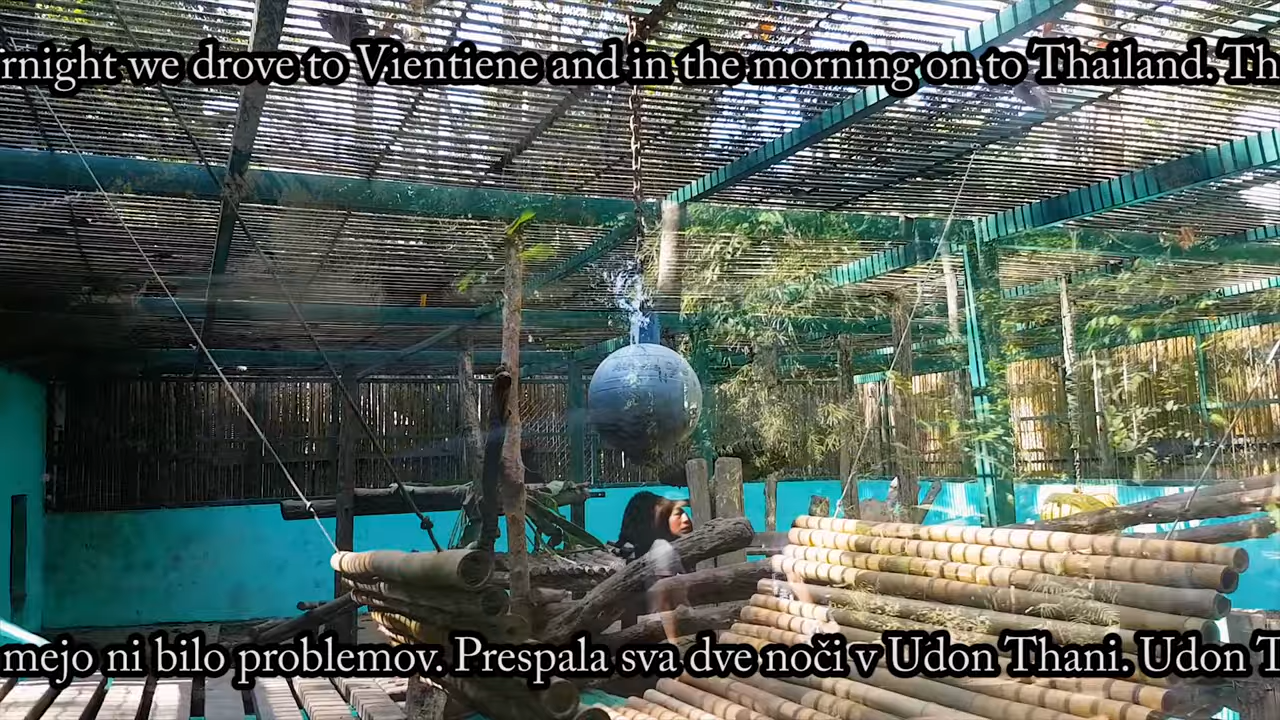 rnight we drove to Vientiene and in the morning on to Thailand. Th
mejo ni bilo problemov. Prespala sva dve noči v Udon Thani. Udon T